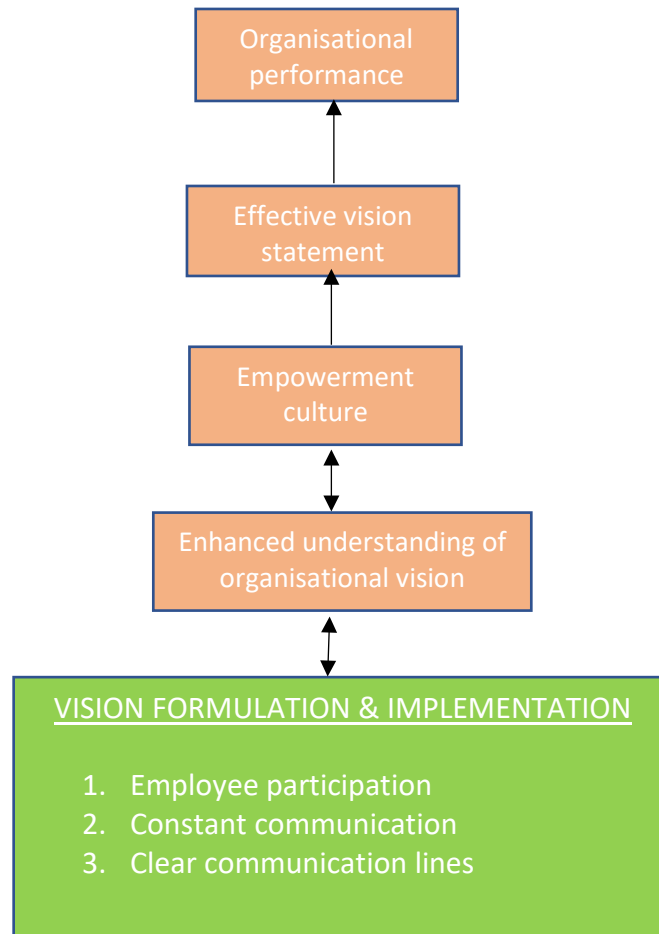 Organisational
performance
Effective vision
statement
Empowerment
culture
Enhanced understanding of
organisational vision
VISION FORMULATION & IMPLEMENTATION
1. Employee participation
2. Constant communication
3. Clear communication lines